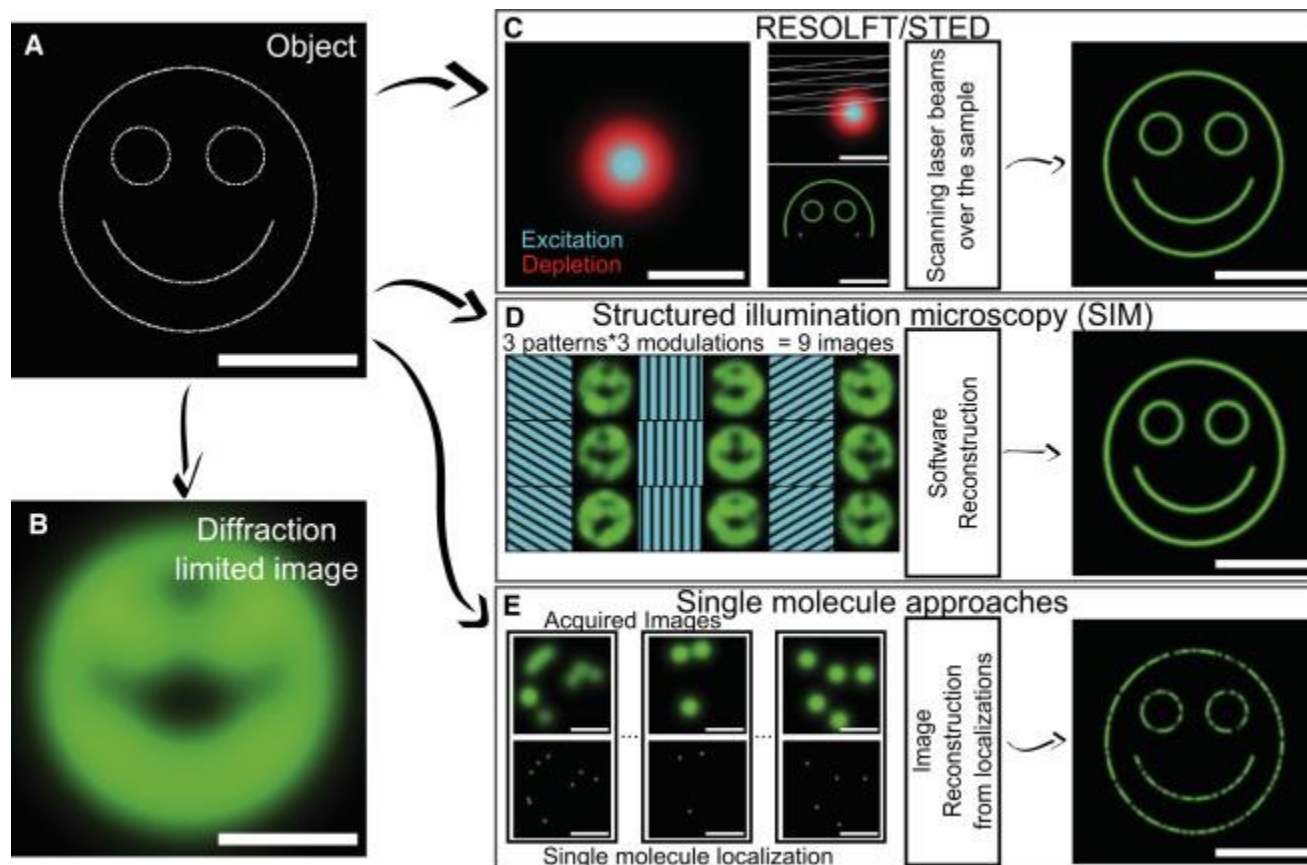 A
Object
B
Diffraction
limited image
C
RESOLFT/STED
Excitation
Depletion
Scanning laser beams
over the sample
D
Structured illumination microscopy (SIM)
3 patterns*3 modulations = 9 images
Software
Reconstruction
E
Single molecule approaches
Acquired Images
...
...
Single molecule localization
Image
Reconstruction
from localizations